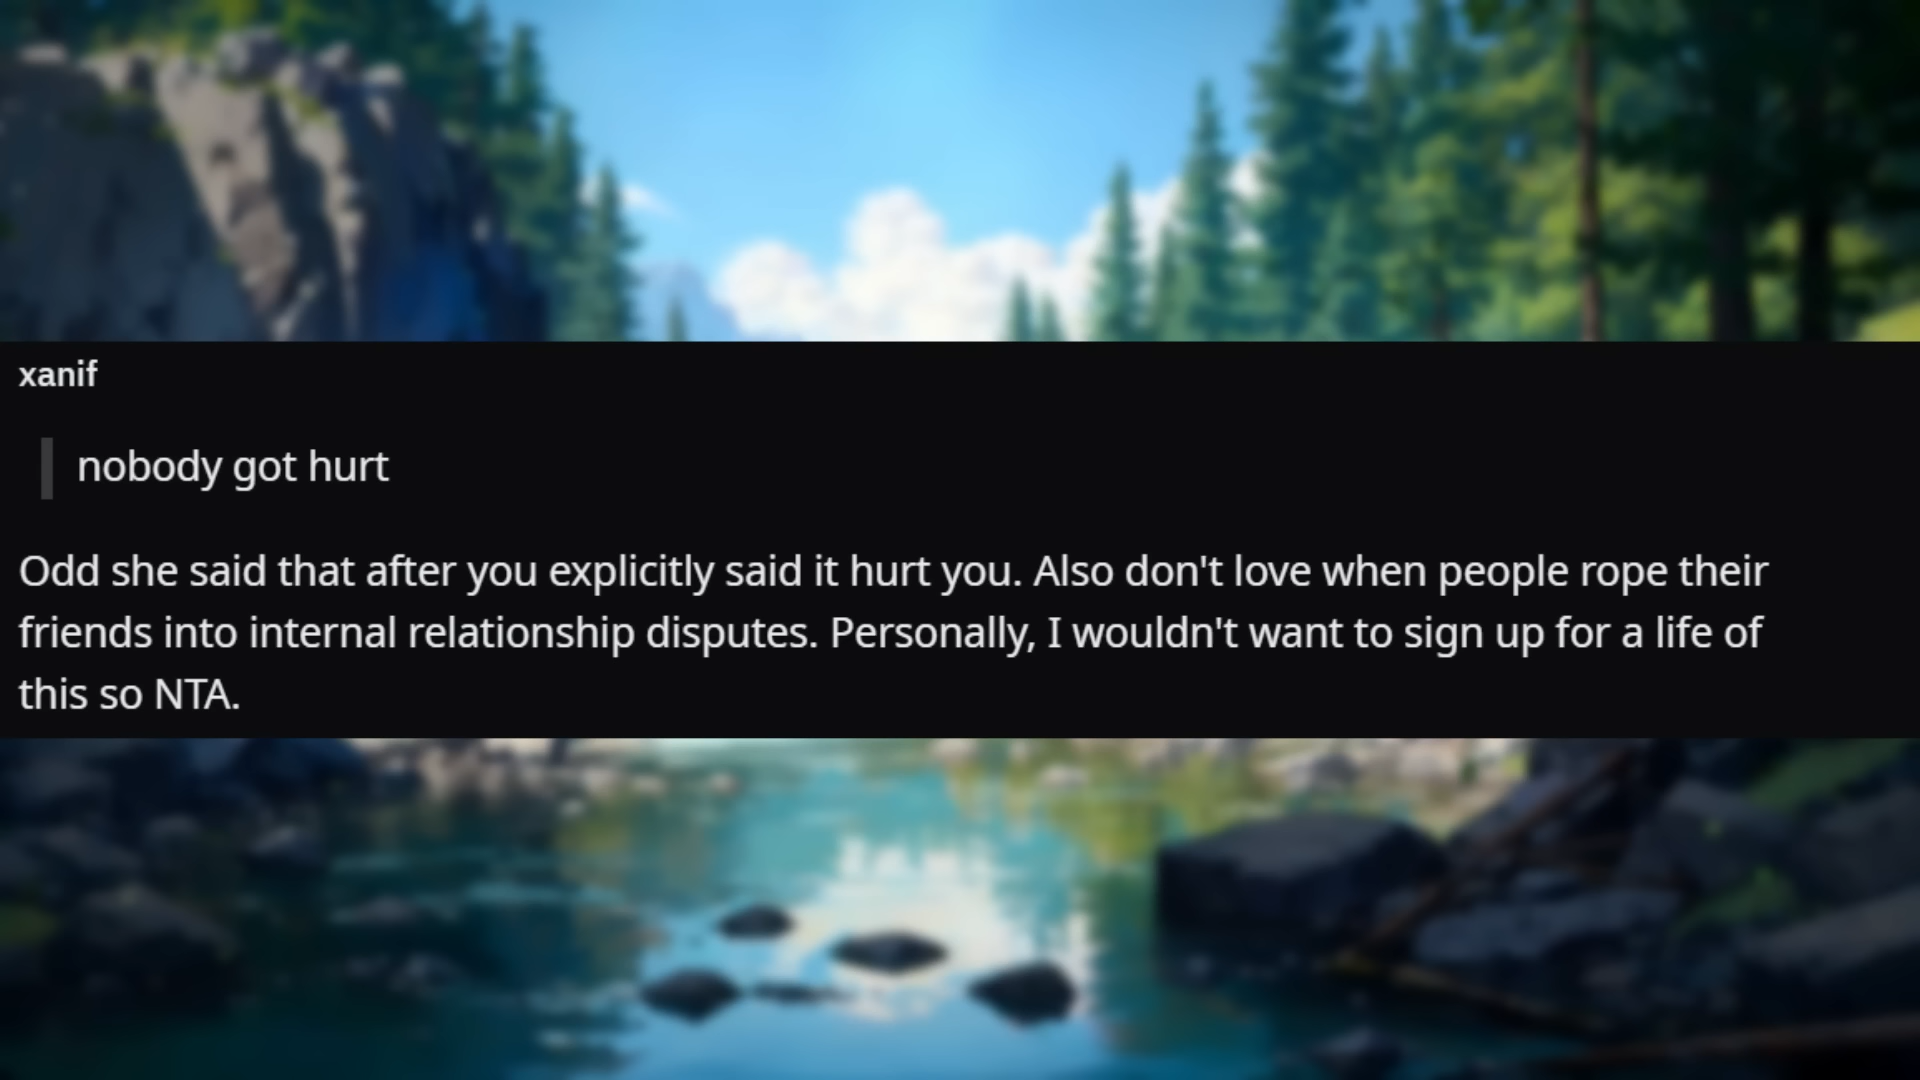 xanif
nobody got hurt
Odd she said that after you explicitly said it hurt you. Also don't love when people rope their
friends into internal relationship disputes. Personally, I wouldn't want to sign up for a life of
this so NTA.